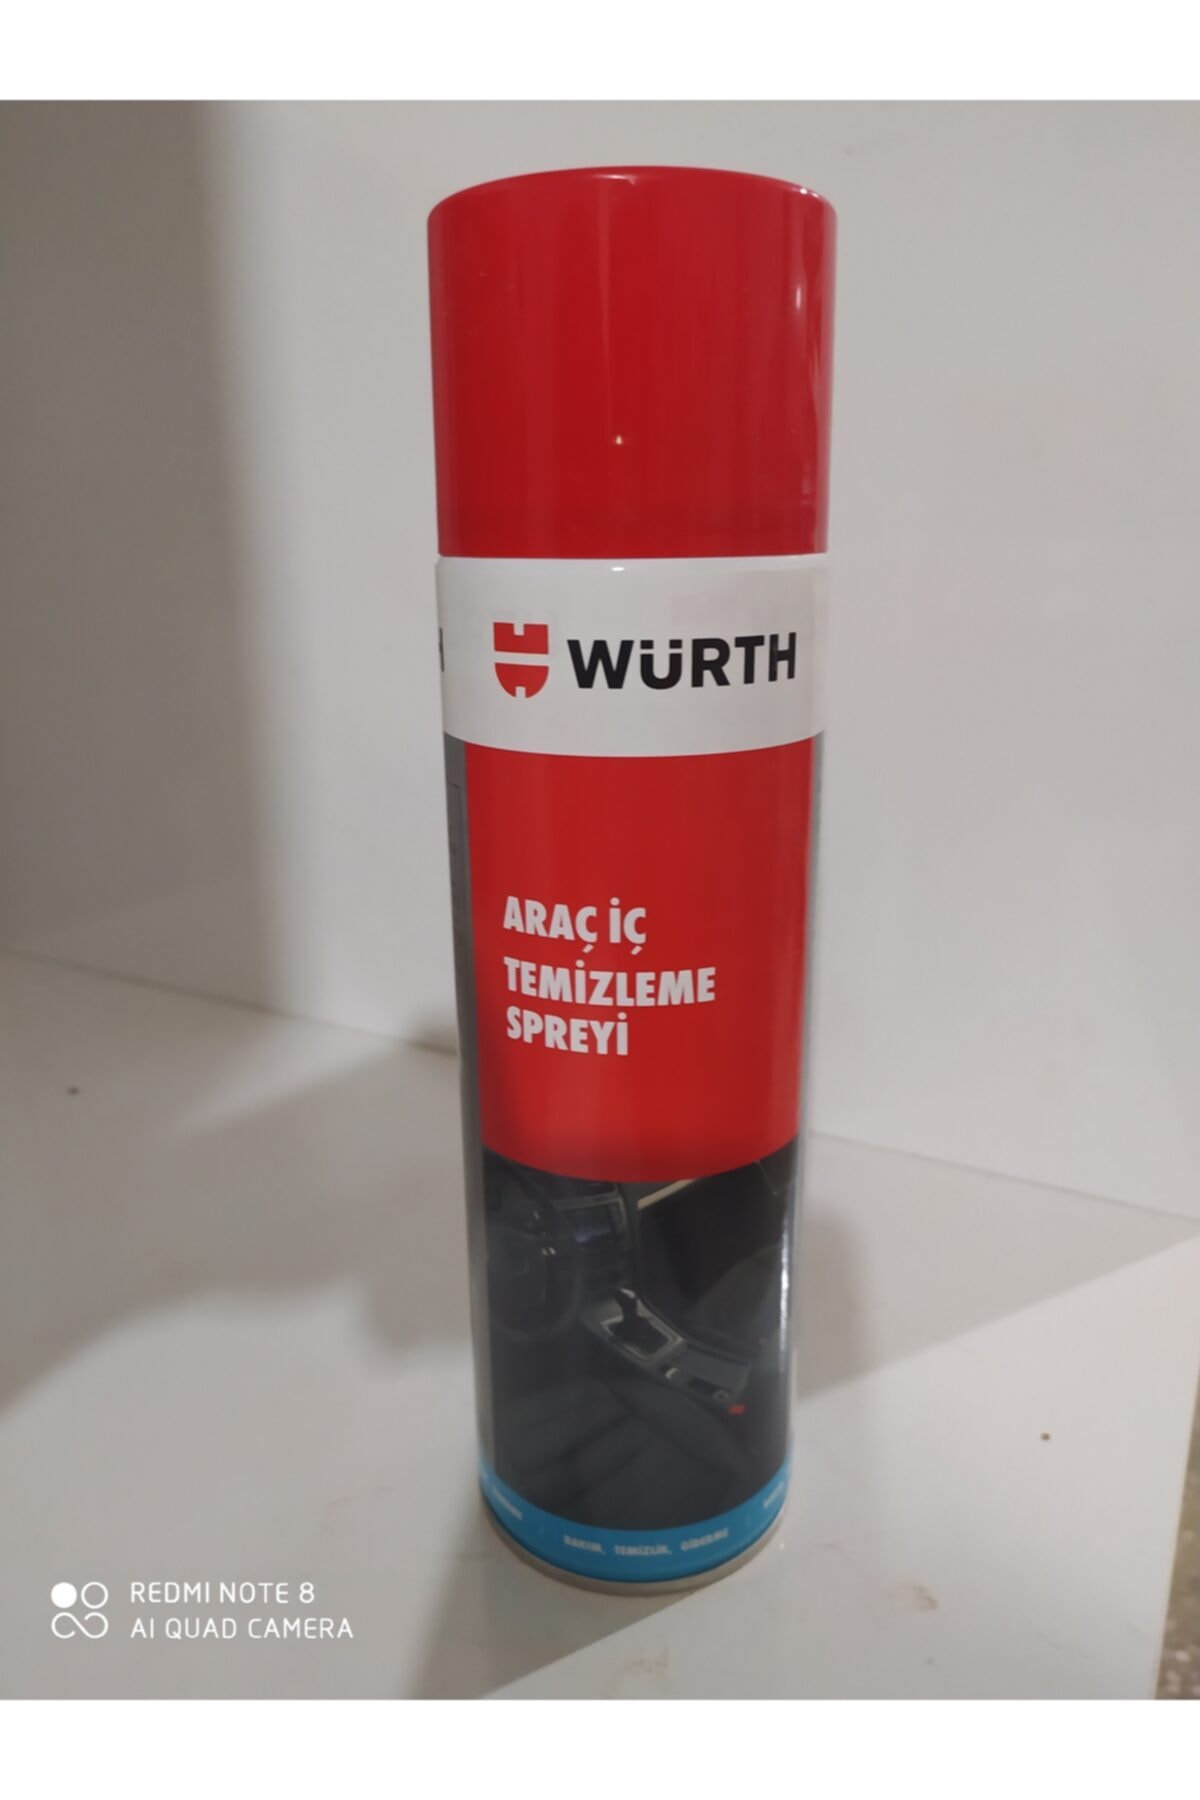 WÜRTH
ARAÇ İÇ
TEMİZLEME
SPREYİ
BAKIM, TEMİZLİK, GİDERME
REDMI NOTE 8
AI QUAD CAMERA